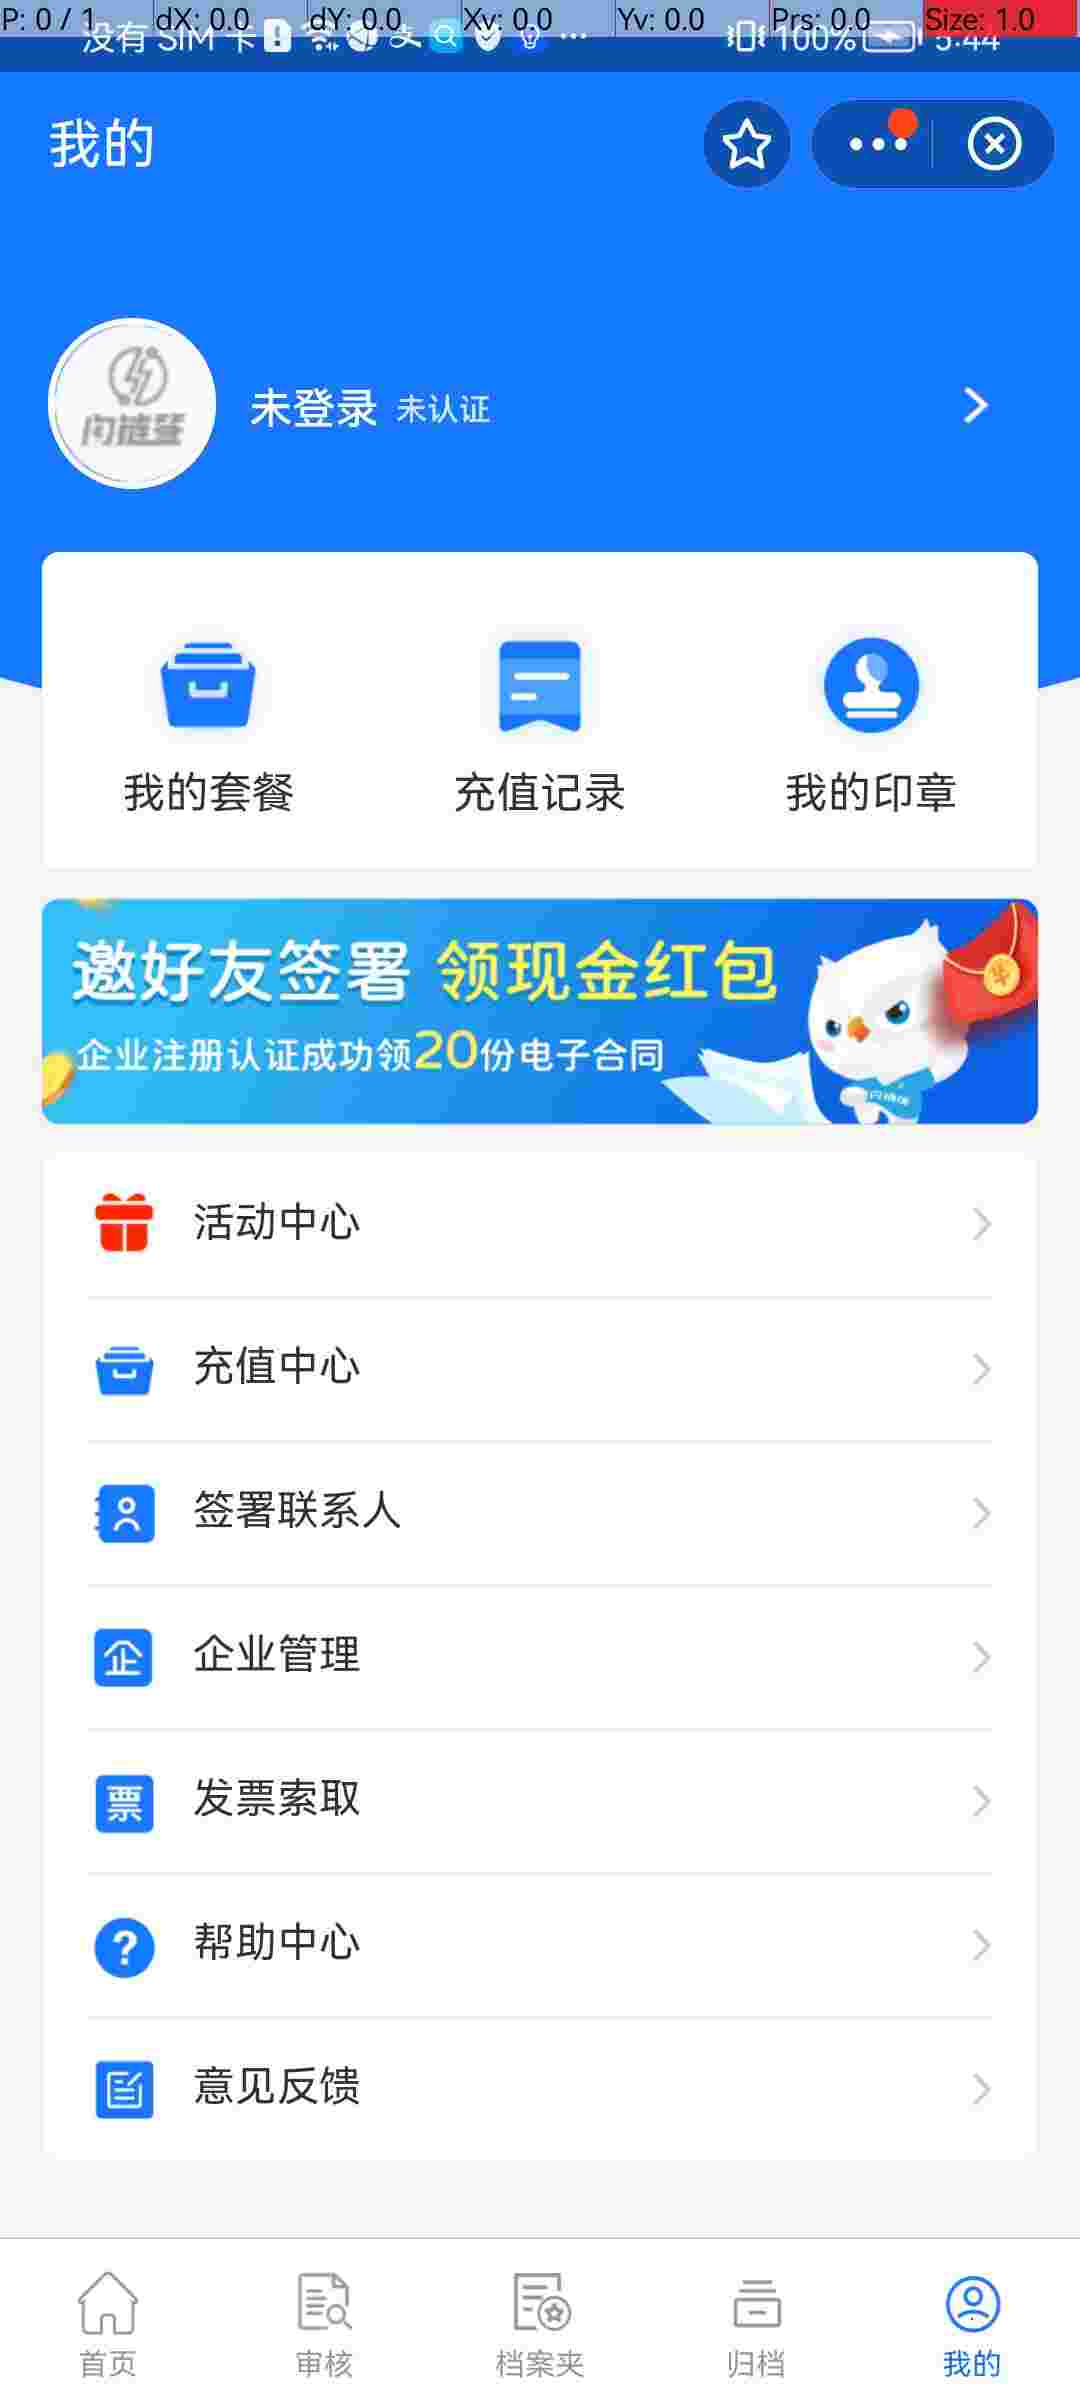 P: 0 / 1 dX: 0.0 dY: 0.0 Xv: 0.0 Yv: 0.0 Prs: 0.0 Size: 1.0
没有 SIM 卡 100% 5:44
我的
未登录 未认证
我的套餐 充值记录 我的印章
邀好友签署 领现金红包
企业注册认证成功领20份电子合同
活动中心
充值中心
签署联系人
企业管理
发票索取
帮助中心
意见反馈
首页 审核 档案夹 归档 我的